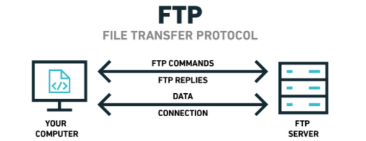 FTP
FILE TRANSFER PROTOCOL
FTP COMMANDS
FTP REPLIES
DATA
CONNECTION
YOUR
COMPUTER
FTP
SERVER